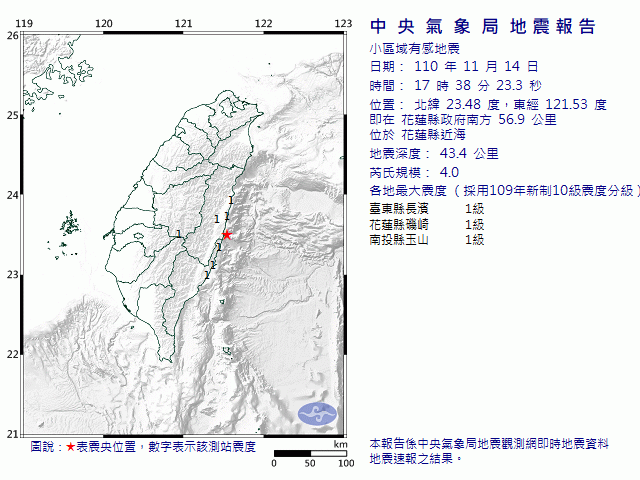 中央氣象局地震報告
小區域有感地震
日期： 110 年 11 月 14 日
時間： 17 時 38 分 23.3 秒
位置： 北緯 23.48 度，東經 121.53 度
即在 花蓮縣政府南方 56.9 公里
位於 花蓮縣近海
地震深度： 43.4 公里
芮氏規模： 4.0
各地最大震度 （採用109年新制10級震度分級）
臺東縣長濱 1級
花蓮縣磯崎 1級
南投縣玉山 1級
本報告係中央氣象局地震觀測網即時地震資料
地震速報之結果。
119 120 121 122 123
26
25
24
23
22
21
1
1
1
1
1
1
1
圖說：★表震央位置，數字表示該測站震度
km
0 50 100